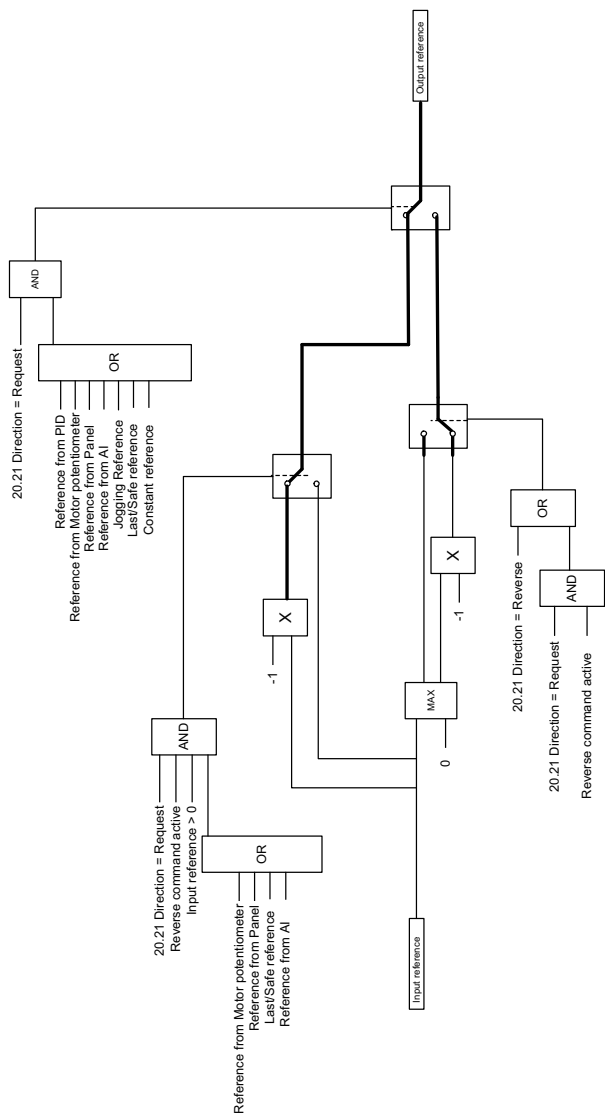 20.21 Direction = Request
AND
Reference from PID
Reference from Motor potentiometer
Reference from Panel
Reference from AI
Jogging Reference
Last/Safe reference
Constant reference
OR
Output reference
20.21 Direction = Request
Reverse command active
Input reference > 0
AND
Reference from Motor potentiometer
Reference from Panel
Last/Safe reference
Reference from AI
OR
-1
X
Input reference
0
MAX
-1
X
20.21 Direction = Reverse
OR
20.21 Direction = Request
Reverse command active
AND